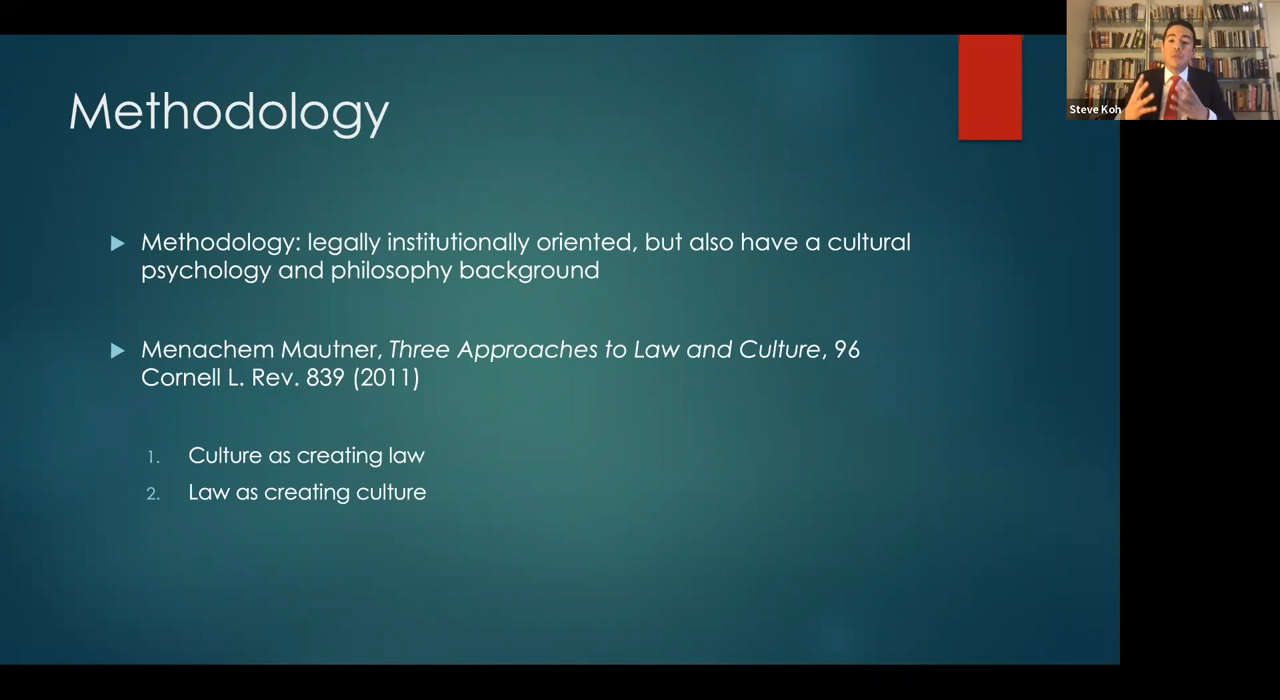 Methodology
Steve Koh
Methodology: legally institutionally oriented, but also have a cultural
psychology and philosophy background
Menachem Mautner, Three Approaches to Law and Culture, 96
Cornell L. Rev. 839 (2011)
1. Culture as creating law
2. Law as creating culture